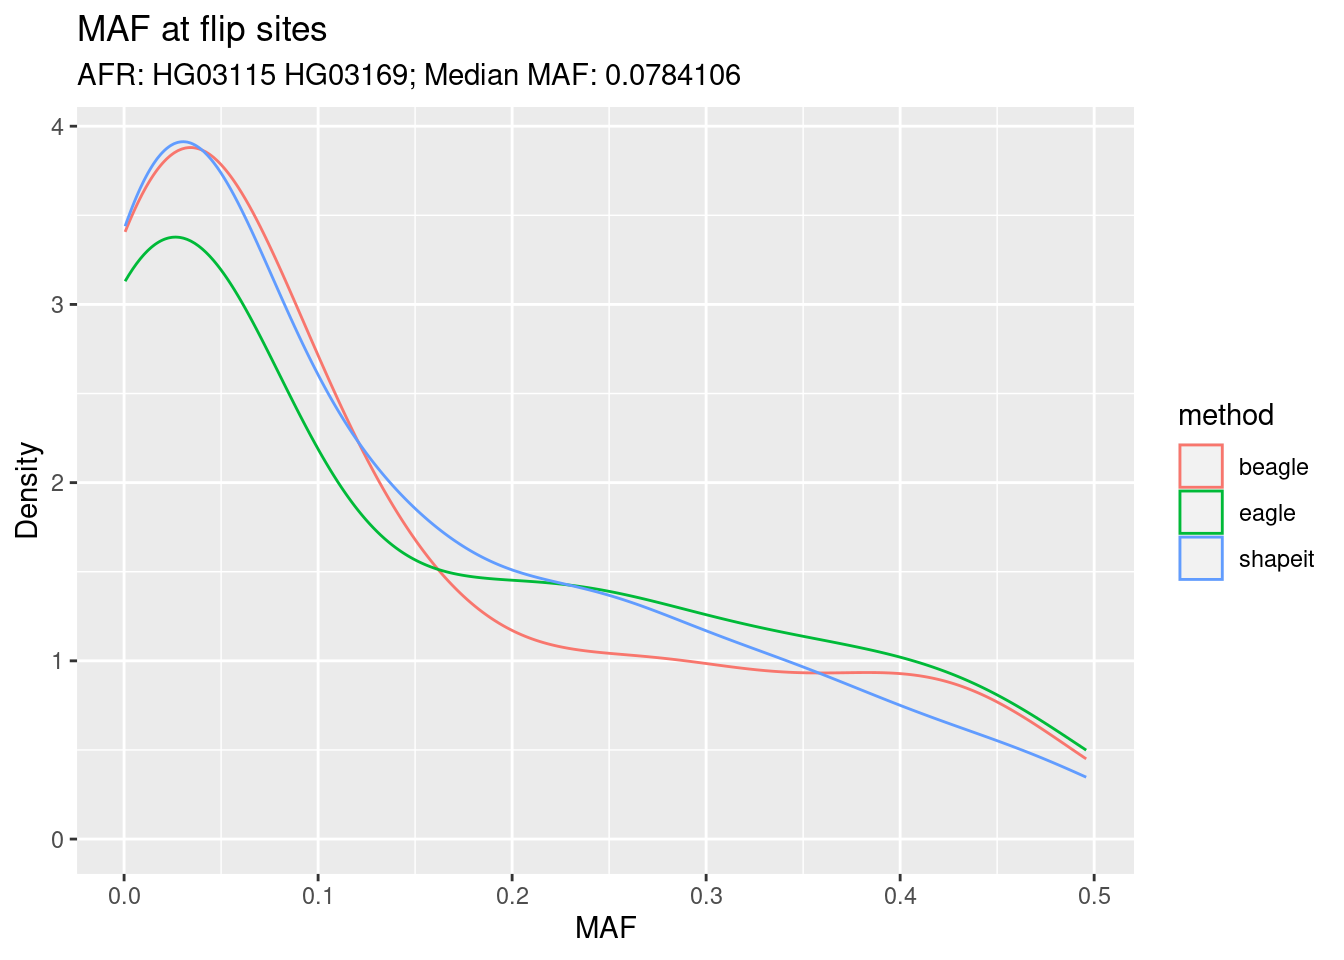 MAF at flip sites
AFR: HG03115 HG03169; Median MAF: 0.0784106
4
3
2
1
0
Density
0.0 0.1 0.2 0.3 0.4 0.5
MAF
method
beagle
eagle
shapeit